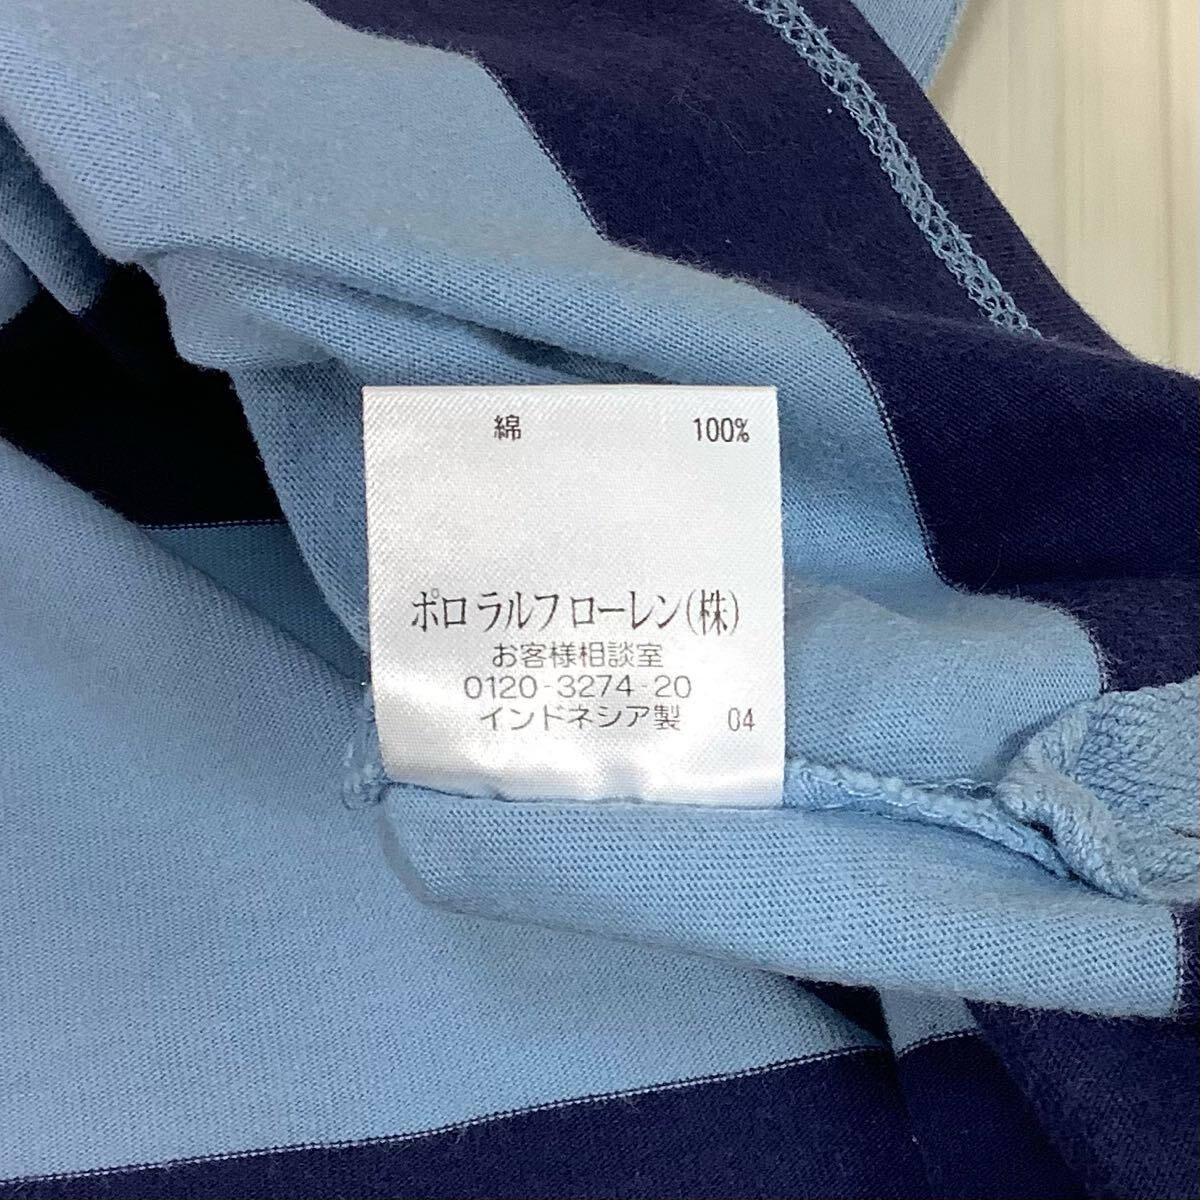 綿 100%
ポロ ラルフ ローレン(株)
お客様相談室
0120-3274-20
インドネシア製 04